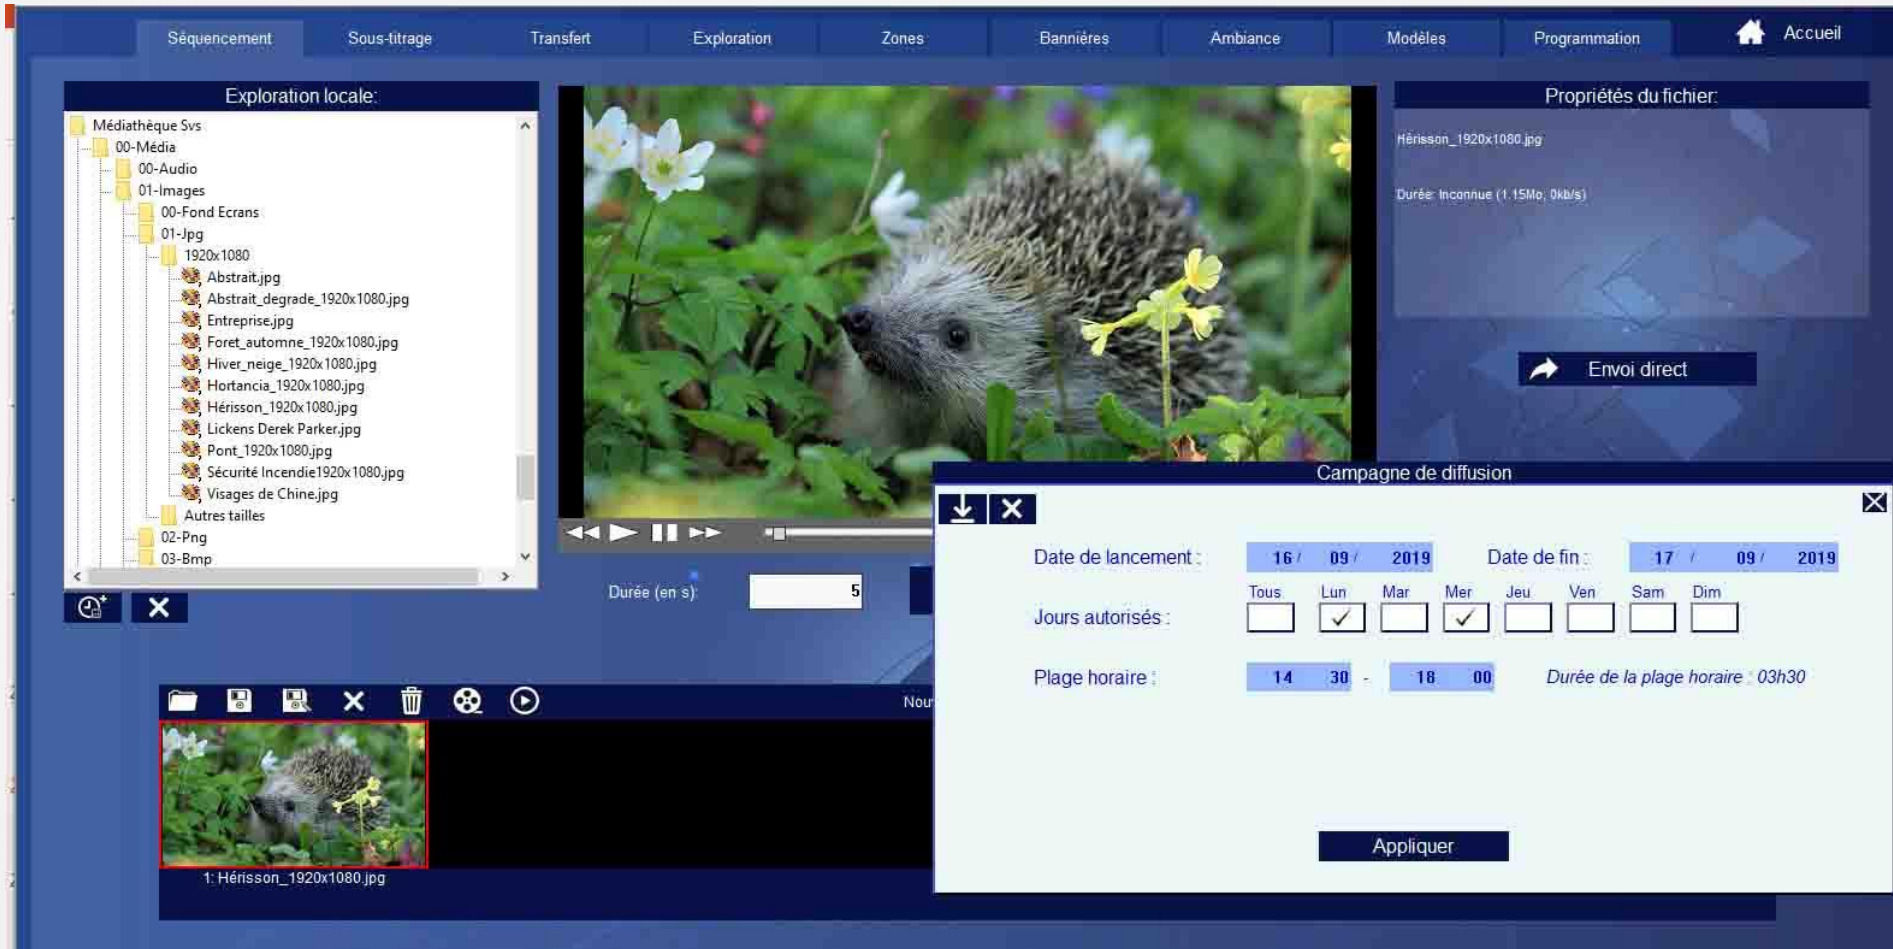 Séquencement Sous-titrage Transfert Exploration Zones Bannières Ambiance Modèles Programmation Accueil
Exploration locale:
Médiathèque Svs
00-Média
00-Audio
01-Images
00-Fond Ecrans
01-Jpg
1920x1080
Abstrait.jpg
Abstrait_degrade_1920x1080.jpg
Entreprise.jpg
Foret_automne_1920x1080.jpg
Hiver_neige_1920x1080.jpg
Hortancia_1920x1080.jpg
Hérisson_1920x1080.jpg
Lickens Derek Parker.jpg
Pont_1920x1080.jpg
Sécurité Incendie1920x1080.jpg
Visages de Chine.jpg
Autres tailles
02-Png
03-Bmp
Propriétés du fichier:
Hérisson_1920x1080.jpg
Durée: Inconnue (1.15Mo, 0kb/s)
Envoi direct
Durée (en s): 5
Nou
1: Hérisson_1920x1080.jpg
Campagne de diffusion
Date de lancement : 16 / 09 / 2019 Date de fin : 17 / 09 / 2019
Tous Lun Mar Mer Jeu Ven Sam Dim
Jours autorisés :
Plage horaire : 14 30 - 18 00 Durée de la plage horaire : 03h30
Appliquer